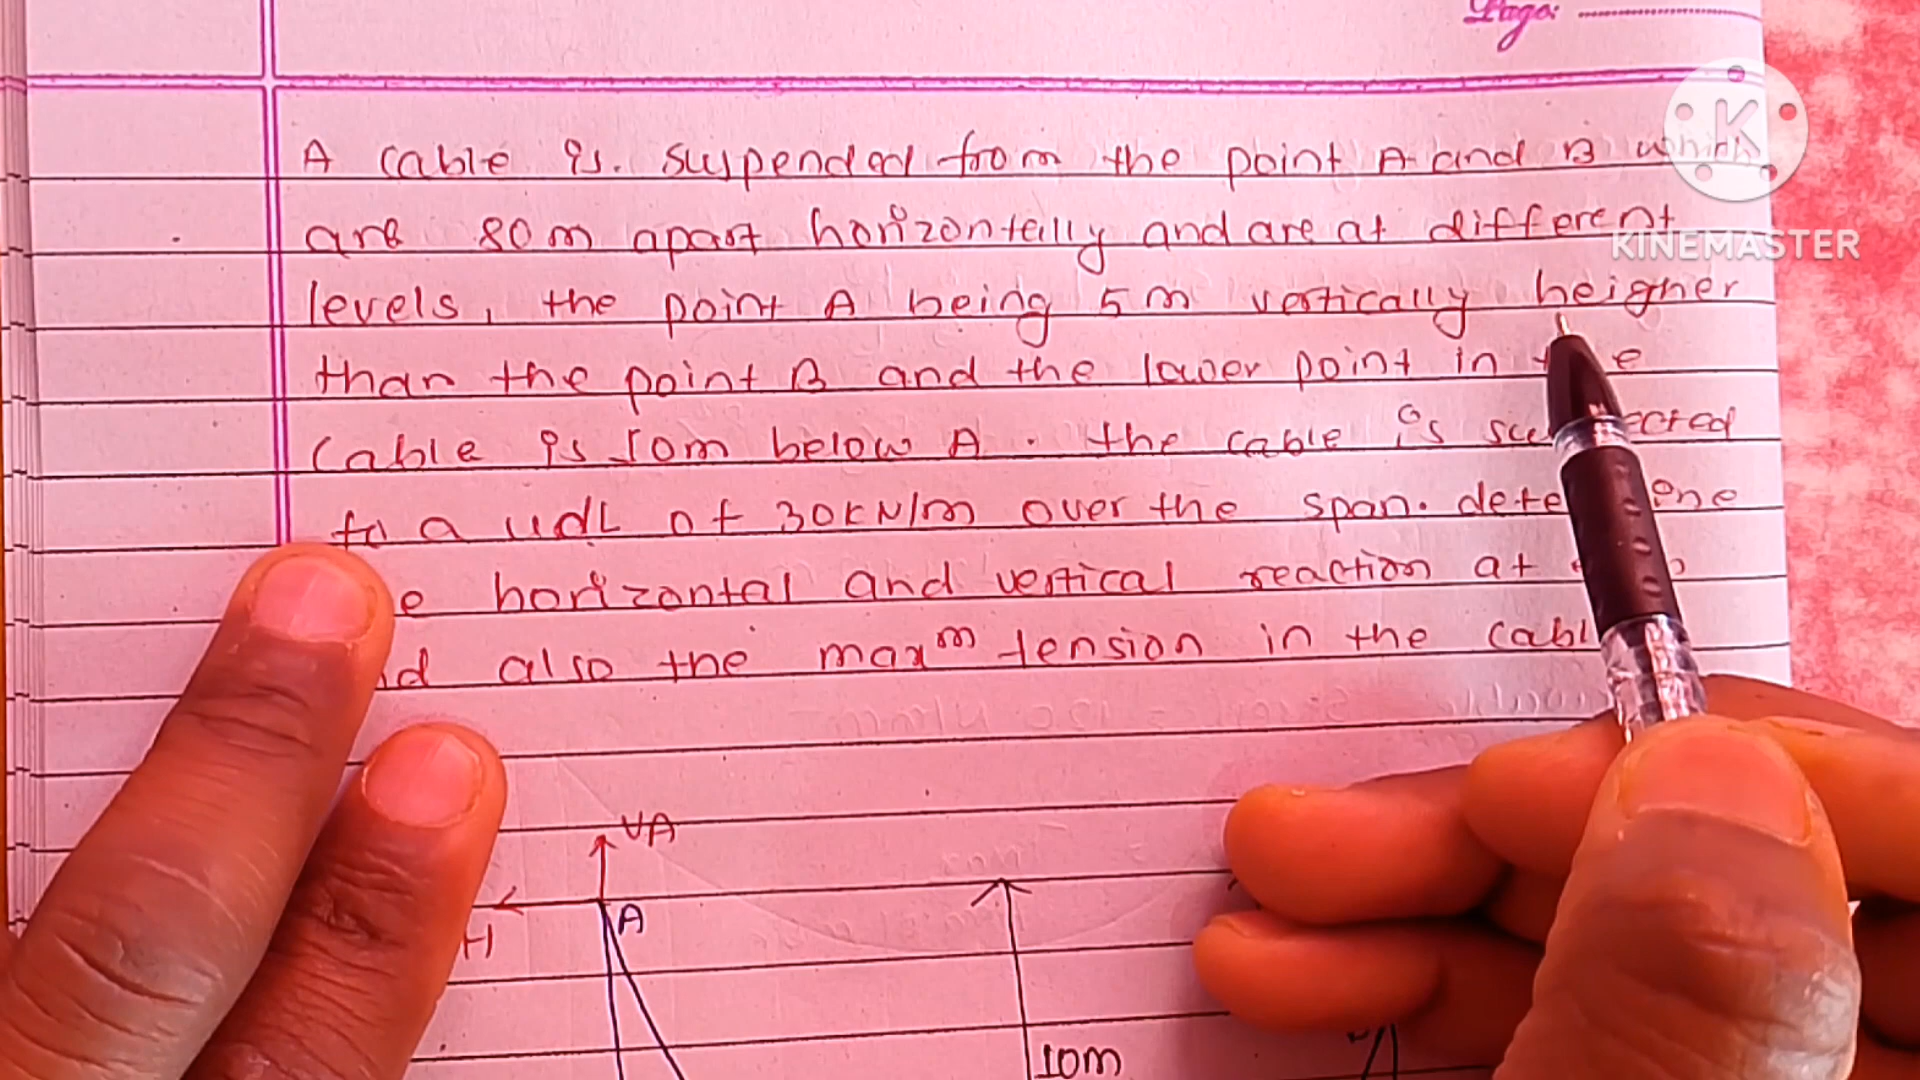 Page:
A cable is. suspended from the point A and B which
KINEMASTER
are 80m apart horizontally and are at different
levels, the point A being 5m vertically heigher
than the point B and the lower point in the
cable is 10m below A. the cable is
to a udL of 30kN/m over the span.
horizontal and vertical reaction at
also the maxm tension in the
VA
H
A
10m